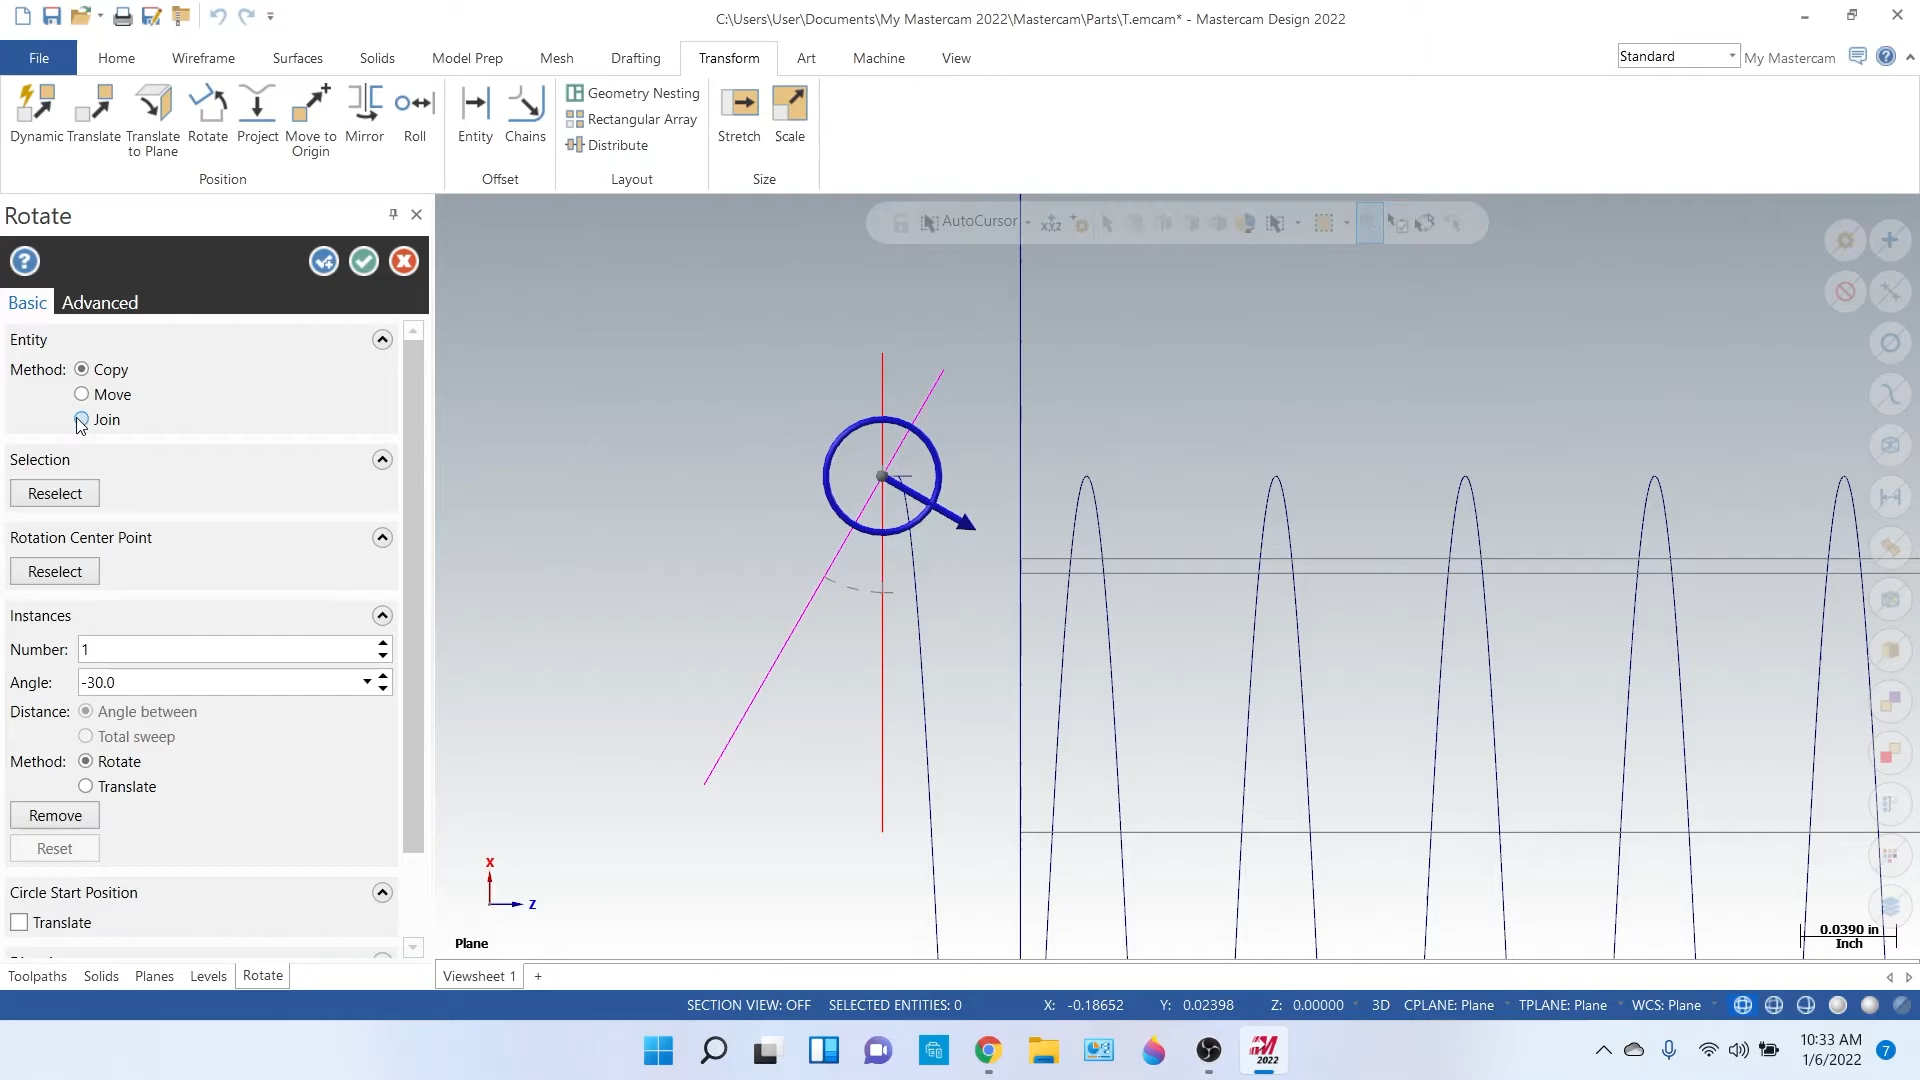 C:\Users\User\Documents\My Mastercam 2022\Mastercam\Parts\T.emcam* - Mastercam Design 2022
File Home Wireframe Surfaces Solids Model Prep Mesh Drafting Transform Art Machine View Standard My Mastercam
Dynamic Translate Translate to Plane Rotate Project Move to Origin Mirror Roll
Entity Chains
Geometry Nesting
Rectangular Array
Distribute
Stretch Scale
Position Offset Layout Size
Rotate
AutoCursor
XYZ
Basic Advanced
Entity
Method: Copy
Move
Join
Selection
Reselect
Rotation Center Point
Reselect
Instances
Number: 1
Angle: -30.0
Distance: Angle between
Total sweep
Method: Rotate
Translate
Remove
Reset
Circle Start Position
Translate
X
Z
Plane
0.0390 in
Inch
Toolpaths Solids Planes Levels Rotate
Viewsheet 1 +
SECTION VIEW: OFF SELECTED ENTITIES: 0 X: -0.18652 Y: 0.02398 Z: 0.00000 3D CPLANE: Plane TPLANE: Plane WCS: Plane
2022
10:33 AM
1/6/2022
7